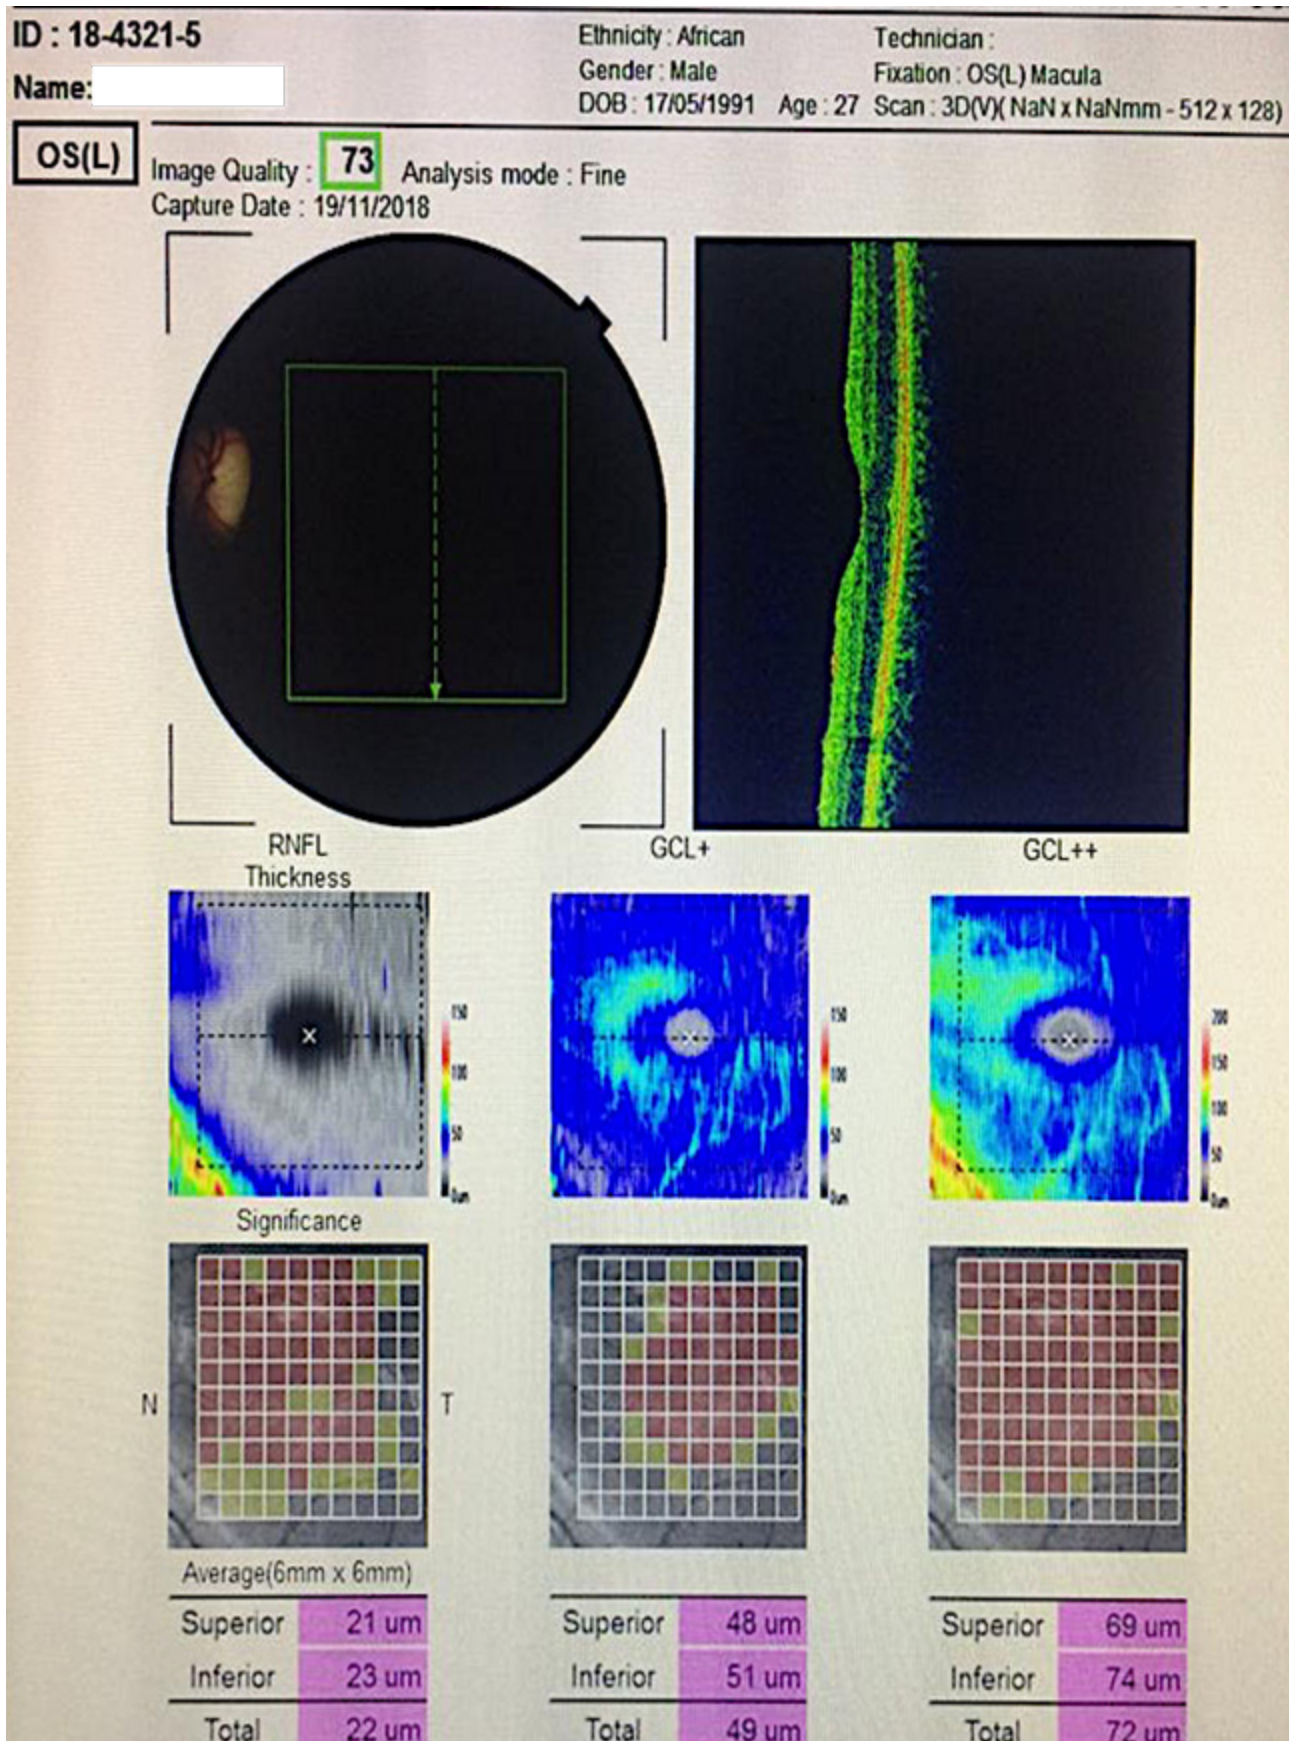 ID : 18-4321-5
Name:
Ethnicity : African
Gender : Male
DOB : 17/05/1991 Age : 27
Technician :
Fixation : OS(L) Macula
Scan : 3D(V)( NaN x NaNmm - 512 x 128)
OS(L)
Image Quality : 73 Analysis mode : Fine
Capture Date : 19/11/2018
RNFL
Thickness
GCL+
GCL++
150
100
50
0um
150
100
50
0um
200
150
100
50
0um
Significance
N
T
Average(6mm x 6mm)
Superior 21 um
Inferior 23 um
Total 22 um
Superior 48 um
Inferior 51 um
Total 49 um
Superior 69 um
Inferior 74 um
Total 72 um